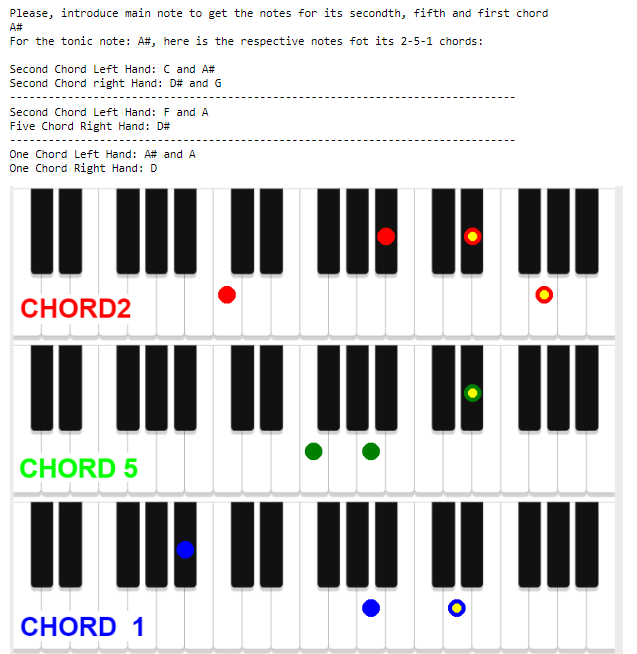 Please, introduce main note to get the notes for its secondth, fifth and first chord
A#
For the tonic note: A#, here is the respective notes fot its 2-5-1 chords:
Second Chord Left Hand: C and A#
Second Chord right Hand: D# and G
--------------------------------------------------------------------------------
Second Chord Left Hand: F and A
Five Chord Right Hand: D#
--------------------------------------------------------------------------------
One Chord Left Hand: A# and A
One Chord Right Hand: D
CHORD2
CHORD 5
CHORD 1